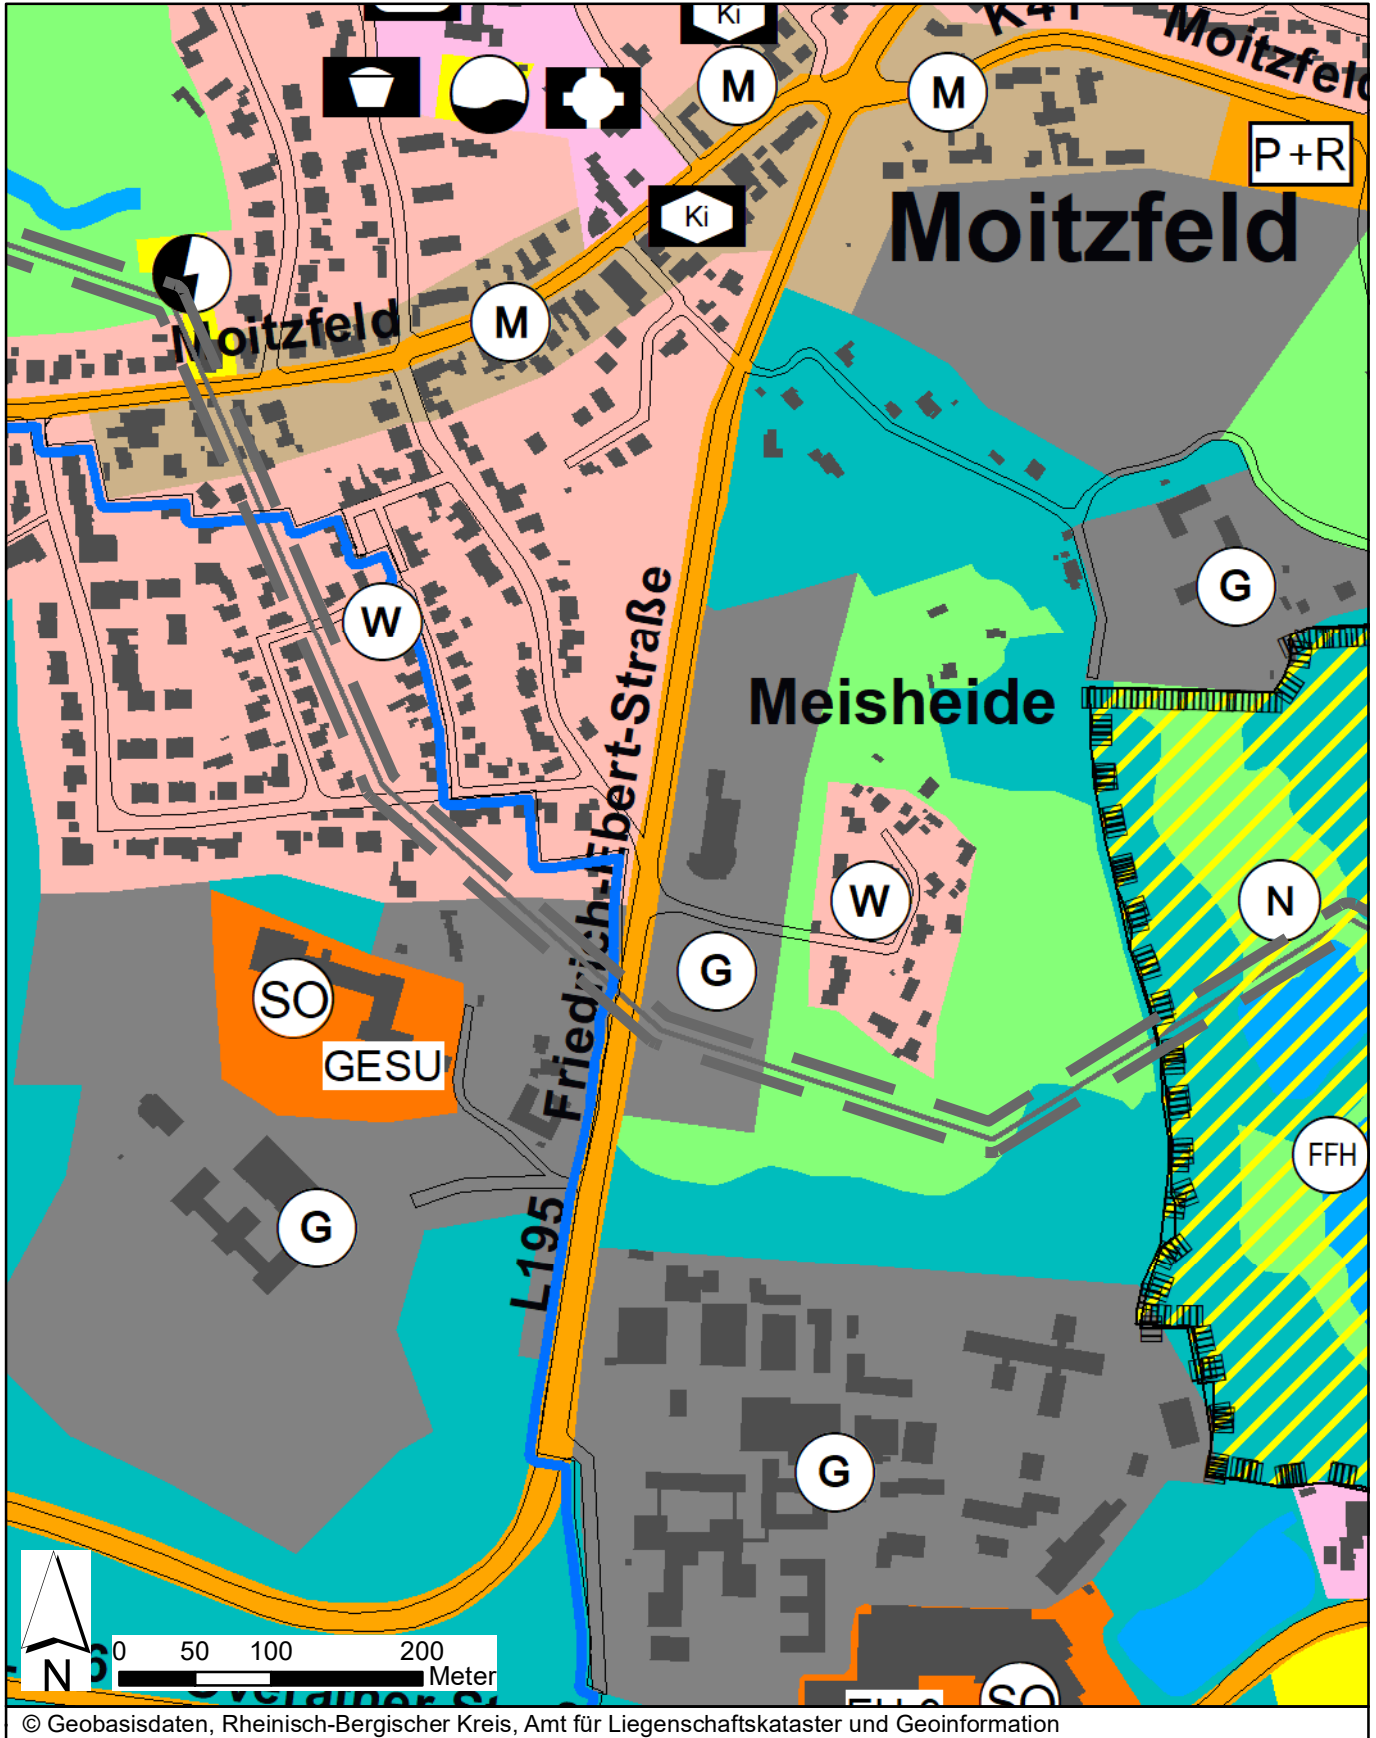 Ki
K41
Moitzfeld
M
M
P+R
Ki
Moitzfeld
M
Moitzfeld
G
W
Friedrich-Ebert-Straße
Meisheide
W
N
G
SO
GESU
FFH
G
L195
G
SO
0 50 100 200
Meter
N
© Geobasisdaten, Rheinisch-Bergischer Kreis, Amt für Liegenschaftskataster und Geoinformation